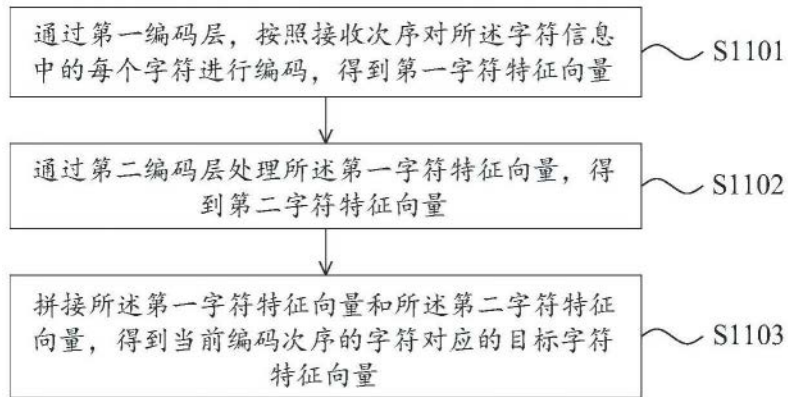 通过第一编码层，按照接收次序对所述字符信息
中的每个字符进行编码，得到第一字符特征向量
S1101
通过第二编码层处理所述第一字符特征向量，得
到第二字符特征向量
S1102
拼接所述第一字符特征向量和所述第二字符特征
向量，得到当前编码次序的字符对应的目标字符
特征向量
S1103